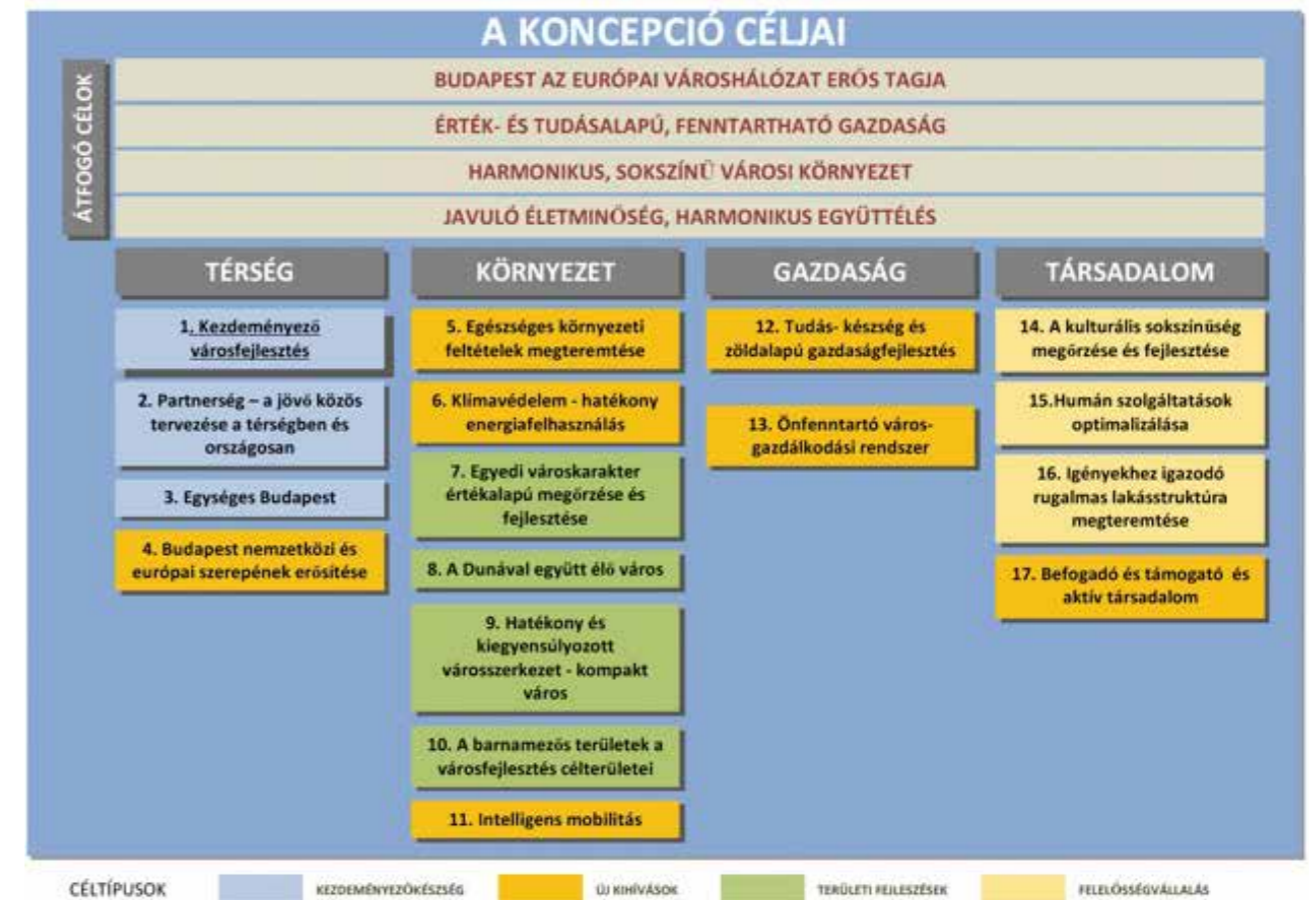 A KONCEPCIÓ CÉLJAI
ÁTFOGÓ CÉLOK
BUDAPEST AZ EURÓPAI VÁROSHÁLÓZAT ERŐS TAGJA
ÉRTÉK- ÉS TUDÁSALAPÚ, FENNTARTHATÓ GAZDASÁG
HARMONIKUS, SOKSZÍNŰ VÁROSI KÖRNYEZET
JAVULÓ ÉLETMINŐSÉG, HARMONIKUS EGYÜTTÉLÉS
TÉRSÉG
1. Kezdeményező
városfejlesztés
2. Partnerség – a jövő közös
tervezése a térségben és
országosan
3. Egységes Budapest
4. Budapest nemzetközi és
európai szerepének erősítése
KÖRNYEZET
5. Egészséges környezeti
feltételek megteremtése
6. Klímavédelem - hatékony
energiafelhasználás
7. Egyedi városkarakter
értékalapú megőrzése és
fejlesztése
8. A Dunával együtt élő város
9. Hatékony és
kiegyensúlyozott
városszerkezet - kompakt
város
10. A barnamezős területek a
városfejlesztés célterületei
11. Intelligens mobilitás
GAZDASÁG
12. Tudás- készség és
zöldalapú gazdaságfejlesztés
13. Önfenntartó város-
gazdálkodási rendszer
TÁRSADALOM
14. A kulturális sokszínűség
megőrzése és fejlesztése
15.Humán szolgáltatások
optimalizálása
16. Igényekhez igazodó
rugalmas lakásstruktúra
megteremtése
17. Befogadó és támogató és
aktív társadalom
CÉLTÍPUSOK
KEZDEMÉNYEZŐKÉSZSÉG
ÚJ KIHÍVÁSOK
TERÜLETI FEJLESZÉSEK
FELELŐSSÉGVÁLLALÁS